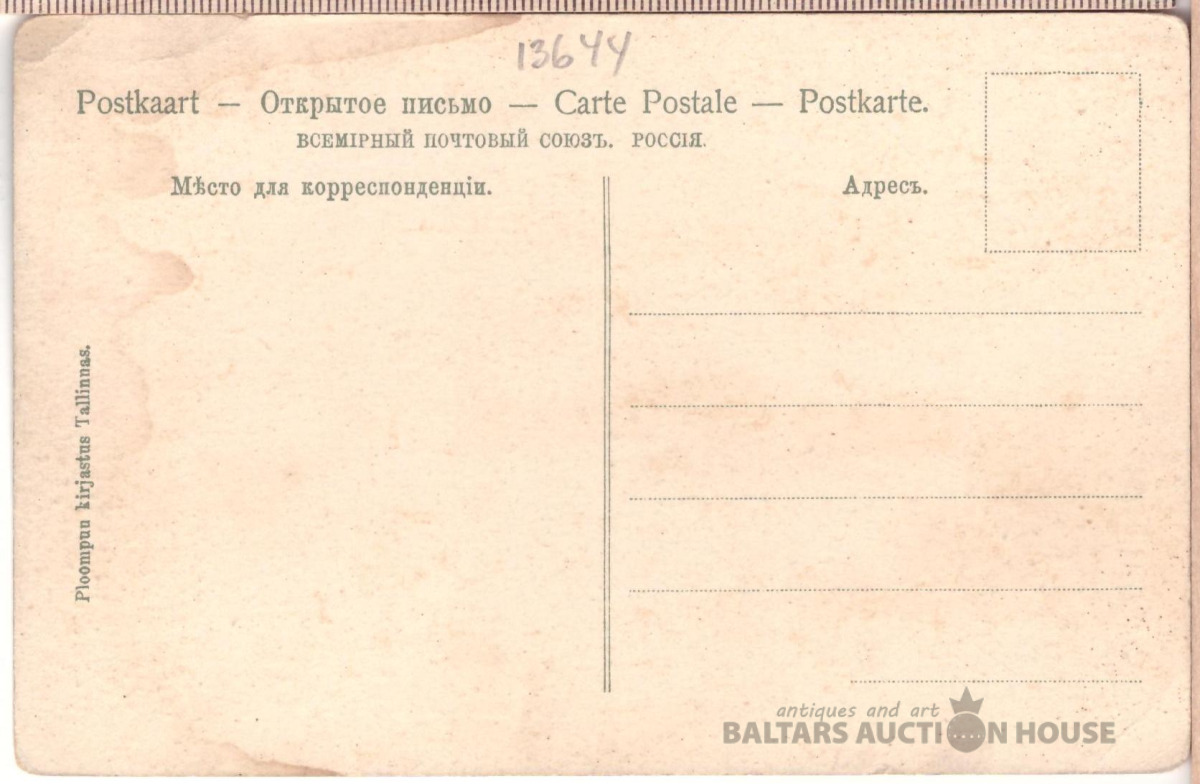 13644
Postkaart — Открытое письмо — Carte Postale — Postkarte.
ВСЕМІРНЫЙ ПОЧТОВЫЙ СОЮЗЪ. РОССІЯ.
Мѣсто для корреспонденціи.
Адресъ.
Ploompuu kirjastus Tallinnas.
antiques and art
BALTARS AUCTION HOUSE